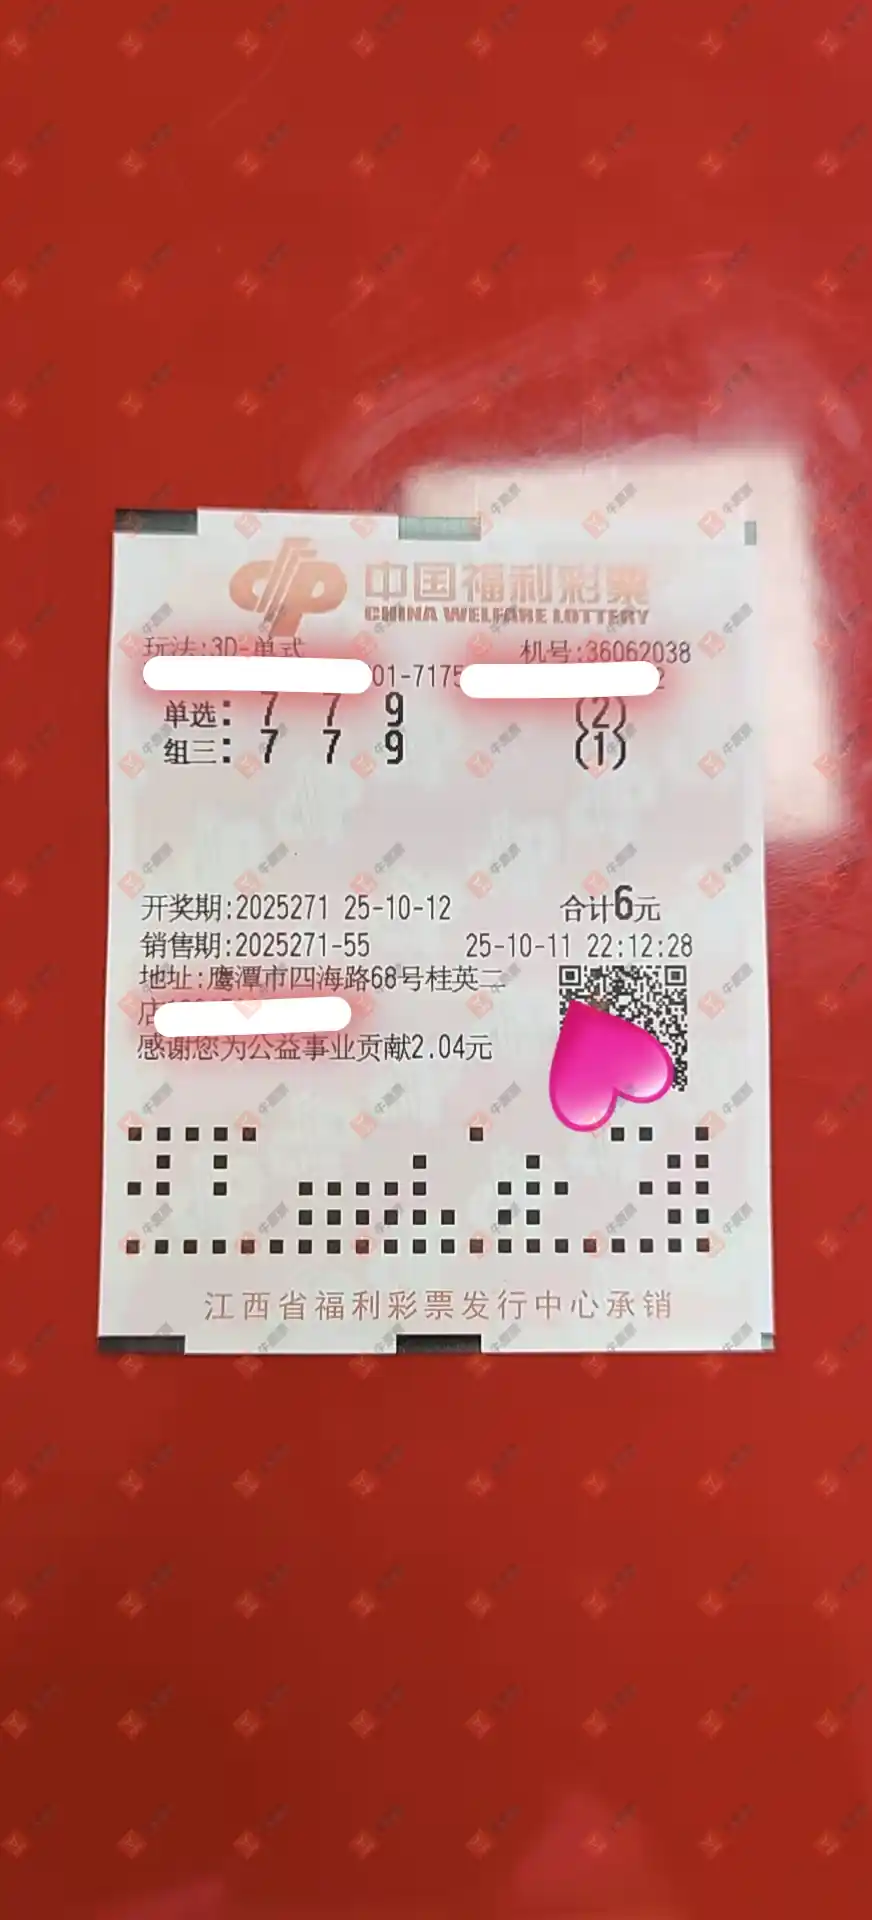 中国福利彩票
CHINA WELFARE LOTTERY
玩法:3D-单式 机号:36062038
01-7175 2
单选: 7 7 9 (2)
组三: 7 7 9 (1)
开奖期:2025271 25-10-12 合计6元
销售期:2025271-55 25-10-11 22:12:28
地址:鹰潭市四海路68号桂英二
店
感谢您为公益事业贡献2.04元
江西省福利彩票发行中心承销